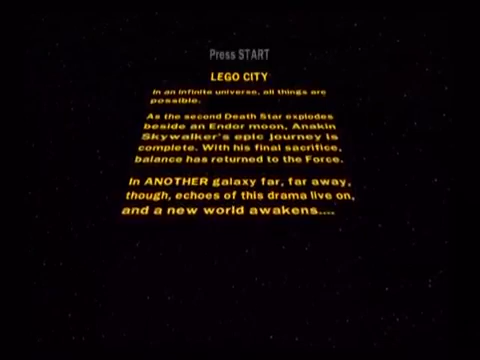 Press START
LEGO CITY
In an infinite universe, all things are
possible.
As the second Death Star explodes
beside an Endor moon, Anakin
Skywalker's epic journey is
complete. With his final sacrifice,
balance has returned to the Force.
In ANOTHER galaxy far, far away,
though, echoes of this drama live on,
and a new world awakens....